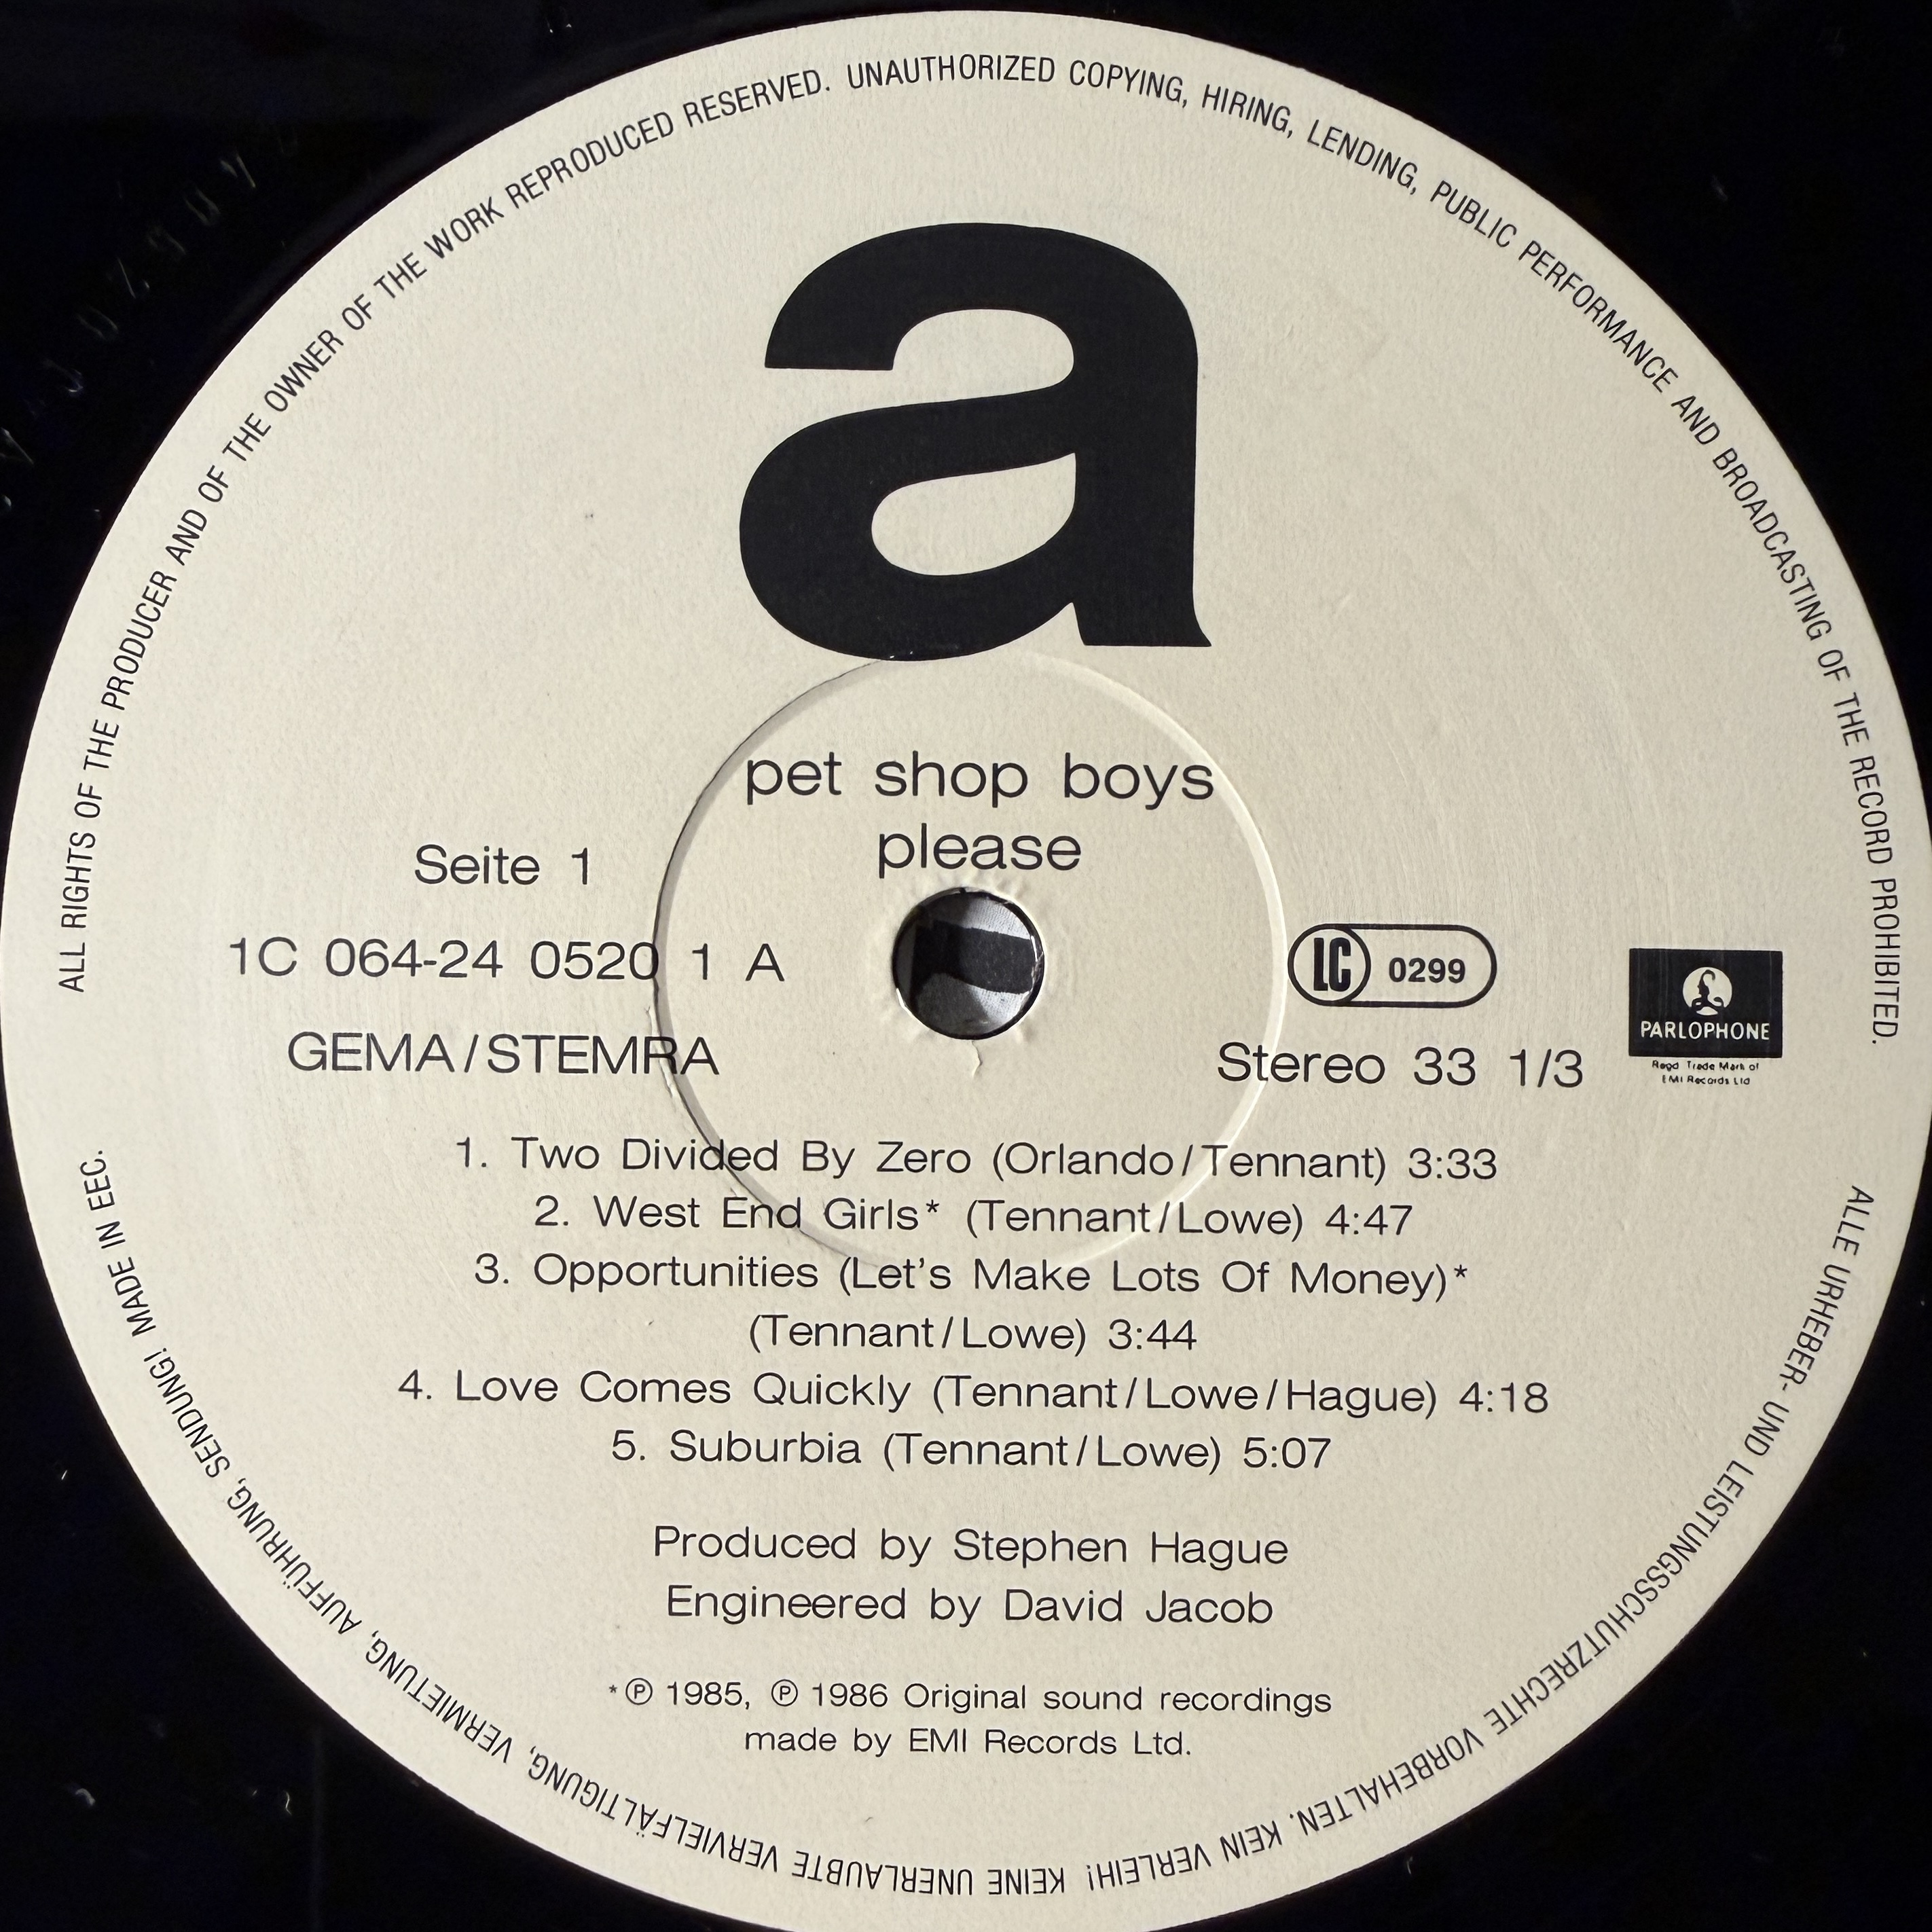 ALL RIGHTS OF THE PRODUCER AND OF THE OWNER OF THE WORK REPRODUCED RESERVED. UNAUTHORIZED COPYING, HIRING, LENDING, PUBLIC PERFORMANCE AND BROADCASTING OF THE RECORD PROHIBITED.
a
pet shop boys
please
Seite 1
1C 064-24 0520 1 A
GEMA/STEMRA
LC 0299
Stereo 33 1/3
PARLOPHONE
Regd Trade Mark of
EMI Records Ltd
1. Two Divided By Zero (Orlando/Tennant) 3:33
2. West End Girls* (Tennant/Lowe) 4:47
3. Opportunities (Let's Make Lots Of Money)*
(Tennant/Lowe) 3:44
4. Love Comes Quickly (Tennant/Lowe/Hague) 4:18
5. Suburbia (Tennant/Lowe) 5:07
Produced by Stephen Hague
Engineered by David Jacob
*℗ 1985, ℗ 1986 Original sound recordings
made by EMI Records Ltd.
ALLE URHEBER- UND LEISTUNGSSCHUTZRECHTE VORBEHALTEN. KEIN VERLEIH! KEINE UNERLAUBTE VERVIELFÄLTIGUNG, VERMIETUNG, AUFFÜHRUNG, SENDUNG! MADE IN EEC.